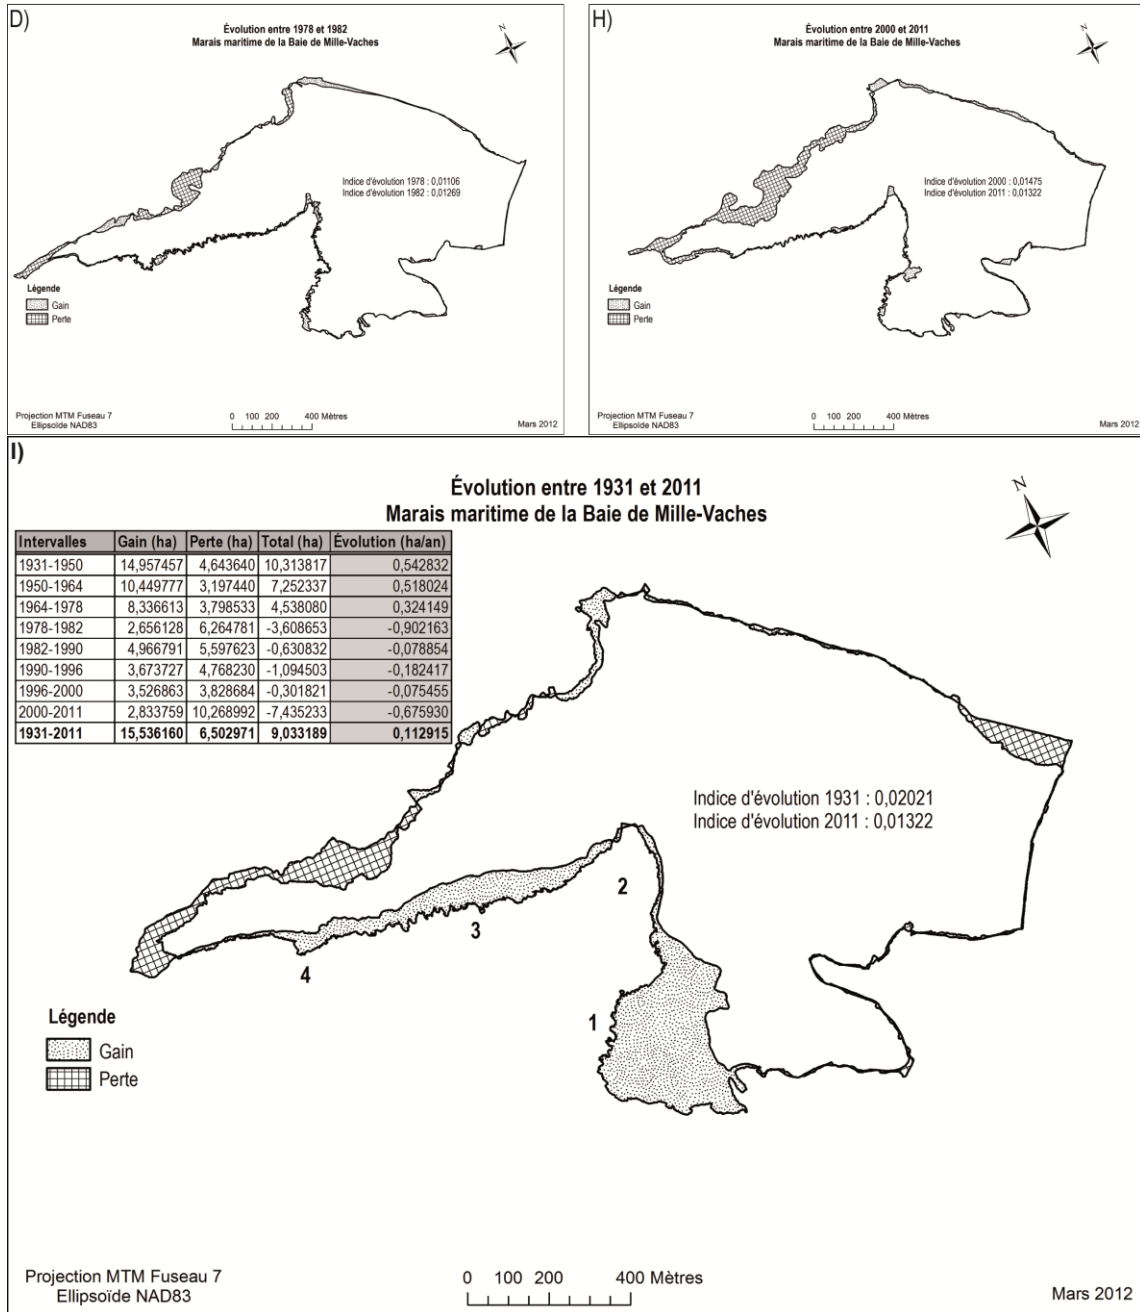 D)
Évolution entre 1978 et 1982
Marais maritime de la Baie de Mille-Vaches
N
Indice d'évolution 1978 : 0,01106
Indice d'évolution 1982 : 0,01269
Légende
Gain
Perte
Projection MTM Fuseau 7
Ellipsoïde NAD83
0 100 200 400 Mètres
Mars 2012
H)
Évolution entre 2000 et 2011
Marais maritime de la Baie de Mille-Vaches
N
Indice d'évolution 2000 : 0,01475
Indice d'évolution 2011 : 0,01322
Légende
Gain
Perte
Projection MTM Fuseau 7
Ellipsoïde NAD83
0 100 200 400 Mètres
Mars 2012
I)
Évolution entre 1931 et 2011
Marais maritime de la Baie de Mille-Vaches
N
Intervalles Gain (ha) Perte (ha) Total (ha) Évolution (ha/an)
1931-1950 14,957457 4,643640 10,313817 0,542832
1950-1964 10,449777 3,197440 7,252337 0,518024
1964-1978 8,336613 3,798533 4,538080 0,324149
1978-1982 2,656128 6,264781 -3,608653 -0,902163
1982-1990 4,966791 5,597623 -0,630832 -0,078854
1990-1996 3,673727 4,768230 -1,094503 -0,182417
1996-2000 3,526863 3,828684 -0,301821 -0,075455
2000-2011 2,833759 10,268992 -7,435233 -0,675930
1931-2011 15,536160 6,502971 9,033189 0,112915
Indice d'évolution 1931 : 0,02021
Indice d'évolution 2011 : 0,01322
2
3
4
1
Légende
Gain
Perte
Projection MTM Fuseau 7
Ellipsoïde NAD83
0 100 200 400 Mètres
Mars 2012